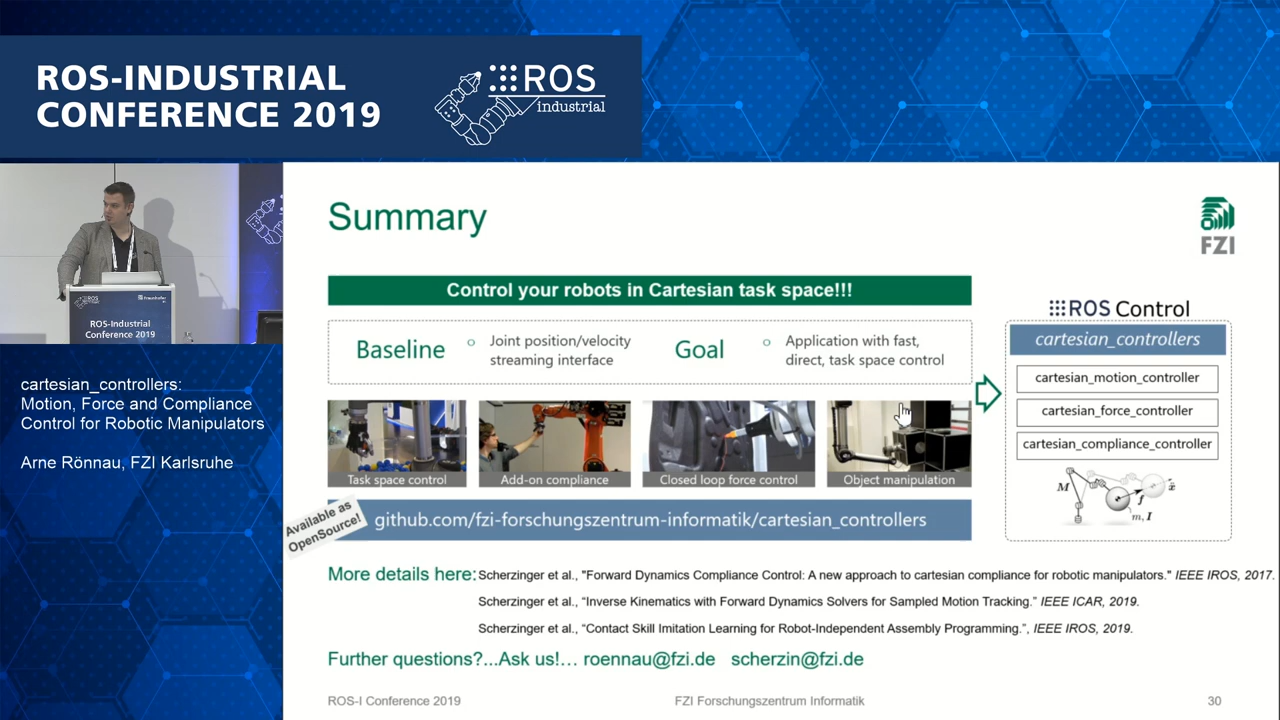 ROS-INDUSTRIAL
CONFERENCE 2019
ROS
industrial
ROS
Fraunhofer
ROS-Industrial
Conference 2019
cartesian_controllers:
Motion, Force and Compliance
Control for Robotic Manipulators
Arne Rönnau, FZI Karlsruhe
Summary
FZI
Control your robots in Cartesian task space!!!
Baseline
Joint position/velocity
streaming interface
Goal
Application with fast,
direct, task space control
Task space control
Add-on compliance
Closed loop force control
Object manipulation
Available as
OpenSource!
github.com/fzi-forschungszentrum-informatik/cartesian_controllers
ROS Control
cartesian_controllers
cartesian_motion_controller
cartesian_force_controller
cartesian_compliance_controller
M
f
ẍ
m, I
More details here: Scherzinger et al., "Forward Dynamics Compliance Control: A new approach to cartesian compliance for robotic manipulators." IEEE IROS, 2017.
Scherzinger et al., “Inverse Kinematics with Forward Dynamics Solvers for Sampled Motion Tracking.” IEEE ICAR, 2019.
Scherzinger et al., “Contact Skill Imitation Learning for Robot-Independent Assembly Programming.”, IEEE IROS, 2019.
Further questions?...Ask us!… roennau@fzi.de scherzin@fzi.de
ROS-I Conference 2019
FZI Forschungszentrum Informatik
30